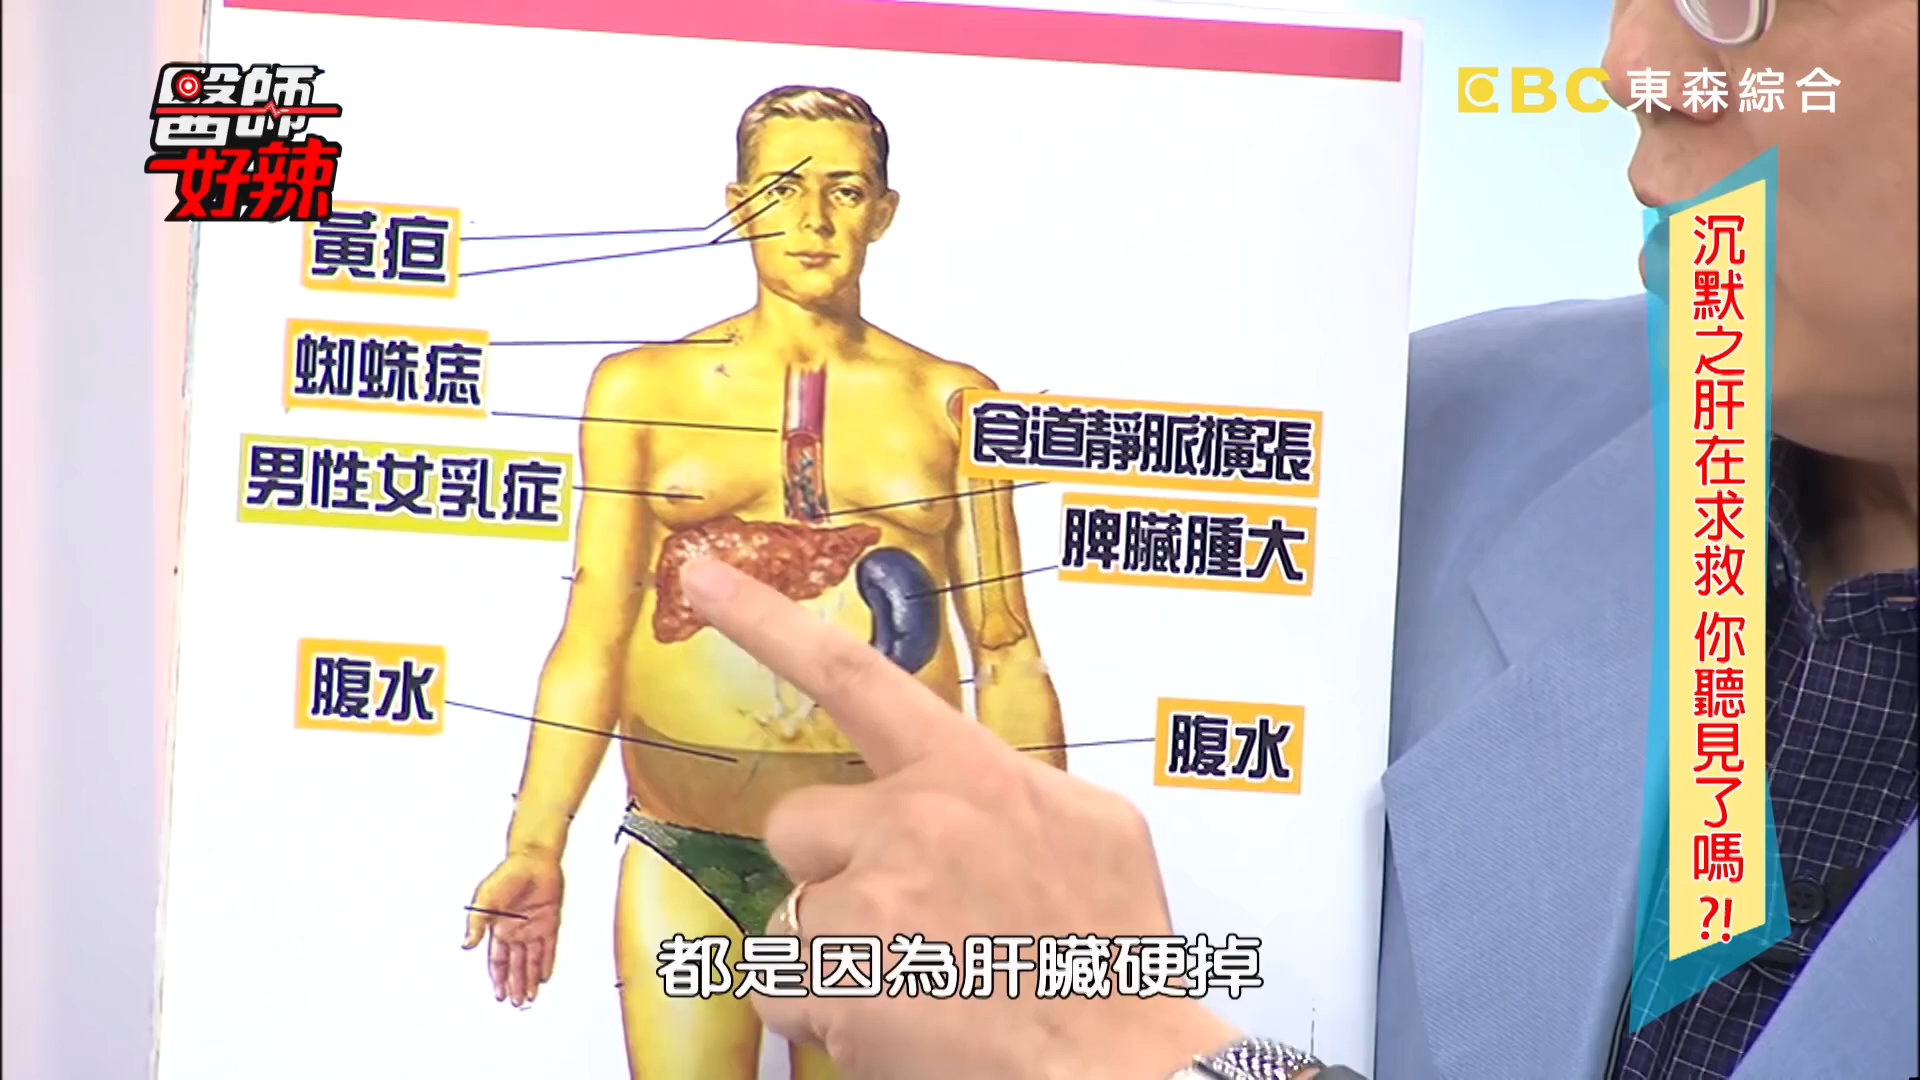 醫師
好辣
EBC 東森綜合
黃疸
蜘蛛痣
男性女乳症
腹水
食道靜脈擴張
脾臟腫大
腹水
沉默之肝在求救 你聽見了嗎?!
都是因為肝臟硬掉